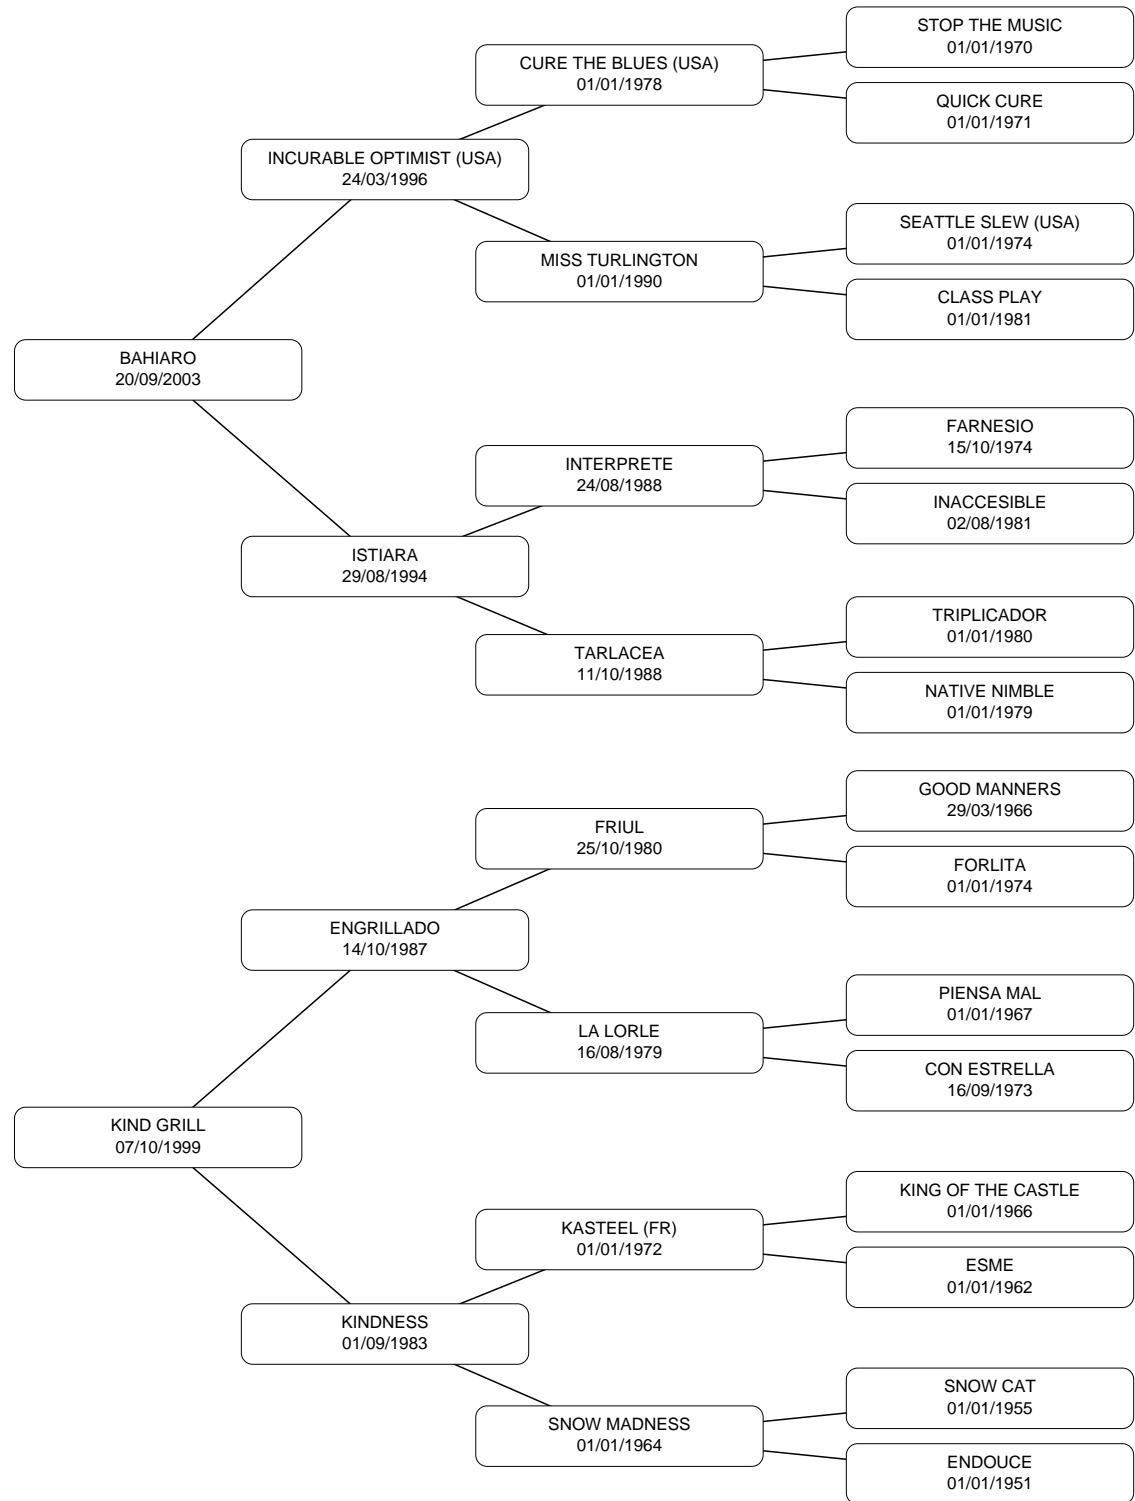 STOP THE MUSIC
01/01/1970
CURE THE BLUES (USA)
01/01/1978
QUICK CURE
01/01/1971
INCURABLE OPTIMIST (USA)
24/03/1996
SEATTLE SLEW (USA)
01/01/1974
MISS TURLINGTON
01/01/1990
CLASS PLAY
01/01/1981
BAHIARO
20/09/2003
FARNESIO
15/10/1974
INTERPRETE
24/08/1988
INACCESIBLE
02/08/1981
ISTIARA
29/08/1994
TRIPLICADOR
01/01/1980
TARLACEA
11/10/1988
NATIVE NIMBLE
01/01/1979
GOOD MANNERS
29/03/1966
FRIUL
25/10/1980
FORLITA
01/01/1974
ENGRILLADO
14/10/1987
PIENSA MAL
01/01/1967
LA LORLE
16/08/1979
CON ESTRELLA
16/09/1973
KIND GRILL
07/10/1999
KING OF THE CASTLE
01/01/1966
KASTEEL (FR)
01/01/1972
ESME
01/01/1962
KINDNESS
01/09/1983
SNOW CAT
01/01/1955
SNOW MADNESS
01/01/1964
ENDOUCE
01/01/1951